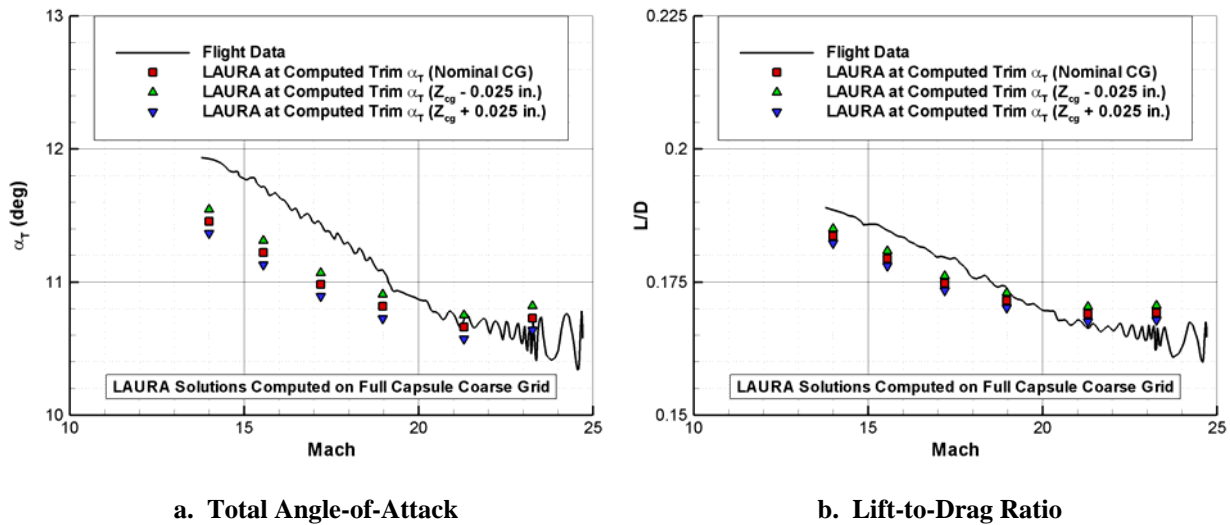 13
12
11
10
α_T (deg)
Flight Data
LAURA at Computed Trim α_T (Nominal CG)
LAURA at Computed Trim α_T (Z_cg - 0.025 in.)
LAURA at Computed Trim α_T (Z_cg + 0.025 in.)
LAURA Solutions Computed on Full Capsule Coarse Grid
10 15 20 25
Mach
a. Total Angle-of-Attack
0.225
0.2
0.175
0.15
L/D
Flight Data
LAURA at Computed Trim α_T (Nominal CG)
LAURA at Computed Trim α_T (Z_cg - 0.025 in.)
LAURA at Computed Trim α_T (Z_cg + 0.025 in.)
LAURA Solutions Computed on Full Capsule Coarse Grid
10 15 20 25
Mach
b. Lift-to-Drag Ratio